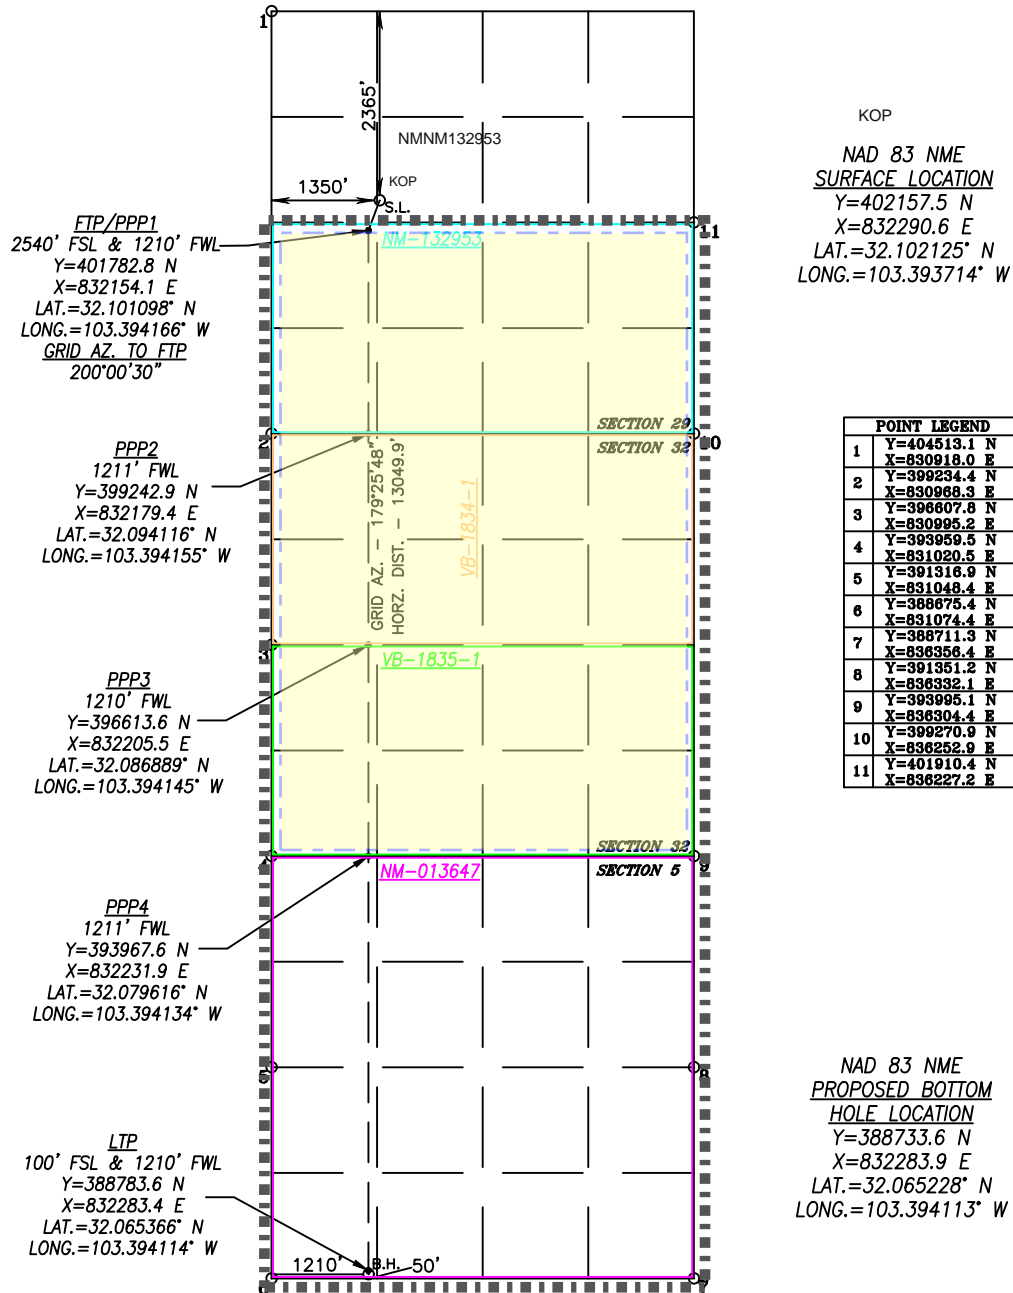 1
2365'
NMNM132953
KOP
1350'
S.L.
KOP
NAD 83 NME
SURFACE LOCATION
Y=402157.5 N
X=832290.6 E
LAT.=32.102125° N
LONG.=103.393714° W
FTP/PPP1
2540' FSL & 1210' FWL
Y=401782.8 N
X=832154.1 E
LAT.=32.101098° N
LONG.=103.394166° W
GRID AZ. TO FTP
200°00'30"
NM-132953
11
SECTION 29
SECTION 32
2
10
PPP2
1211' FWL
Y=399242.9 N
X=832179.4 E
LAT.=32.094116° N
LONG.=103.394155° W
GRID AZ. - 179°25'48"
HORZ. DIST. - 13049.9'
VB-1834-1
POINT LEGEND
1 Y=404513.1 N
X=830918.0 E
2 Y=399234.4 N
X=830968.3 E
3 Y=396607.8 N
X=830995.2 E
4 Y=393959.5 N
X=831020.5 E
5 Y=391316.9 N
X=831048.4 E
6 Y=388675.4 N
X=831074.4 E
7 Y=388711.3 N
X=836356.4 E
8 Y=391351.2 N
X=836332.1 E
9 Y=393995.1 N
X=836304.4 E
10 Y=399270.9 N
X=836252.9 E
11 Y=401910.4 N
X=836227.2 E
3
VB-1835-1
PPP3
1210' FWL
Y=396613.6 N
X=832205.5 E
LAT.=32.086889° N
LONG.=103.394145° W
SECTION 32
SECTION 5
4
9
NM-013647
PPP4
1211' FWL
Y=393967.6 N
X=832231.9 E
LAT.=32.079616° N
LONG.=103.394134° W
5
8
NAD 83 NME
PROPOSED BOTTOM
HOLE LOCATION
Y=388733.6 N
X=832283.9 E
LAT.=32.065228° N
LONG.=103.394113° W
LTP
100' FSL & 1210' FWL
Y=388783.6 N
X=832283.4 E
LAT.=32.065366° N
LONG.=103.394114° W
1210'
B.H.
50'
6
7